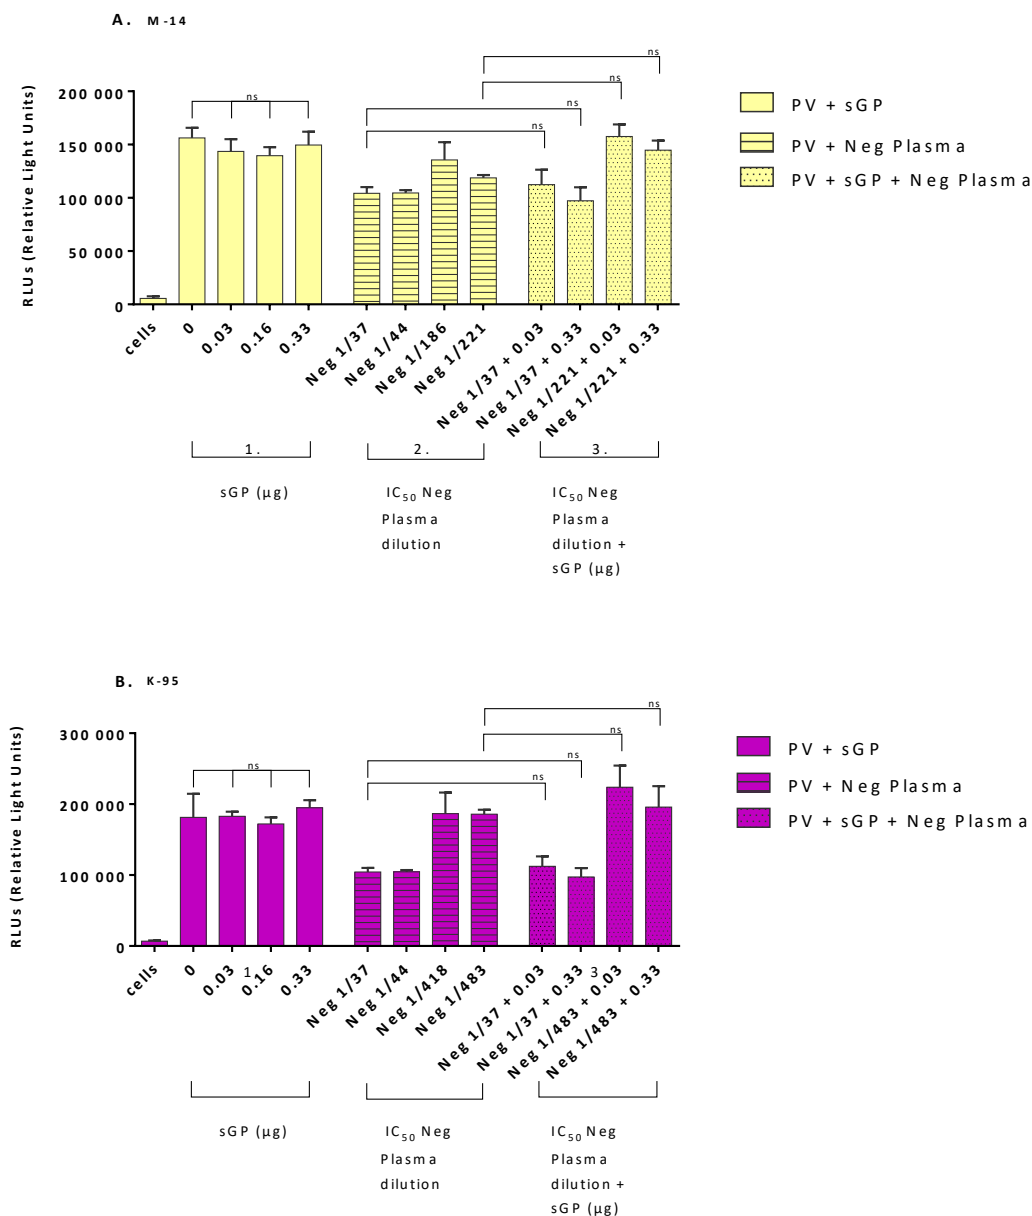 A. M-14
ns
ns
ns
ns
ns
200 000
150 000
100 000
50 000
0
RLUs (Relative Light Units)
PV + sGP
PV + Neg Plasma
PV + sGP + Neg Plasma
cells
0
0.03
0.16
0.33
Neg 1/37
Neg 1/44
Neg 1/186
Neg 1/221
Neg 1/37 + 0.03
Neg 1/37 + 0.33
Neg 1/221 + 0.03
Neg 1/221 + 0.33
1.
2.
3.
sGP (µg)
IC50 Neg
Plasma
dilution
IC50 Neg
Plasma
dilution +
sGP (µg)
B. K-95
ns
ns
ns
ns
ns
300 000
200 000
100 000
0
RLUs (Relative Light Units)
PV + sGP
PV + Neg Plasma
PV + sGP + Neg Plasma
cells
0
0.03
1
0.16
0.33
Neg 1/37
Neg 1/44
Neg 1/418
Neg 1/483
Neg 1/37 + 0.03
Neg 1/37 + 0.33
3
Neg 1/483 + 0.03
Neg 1/483 + 0.33
sGP (µg)
IC50 Neg
Plasma
dilution
IC50 Neg
Plasma
dilution +
sGP (µg)